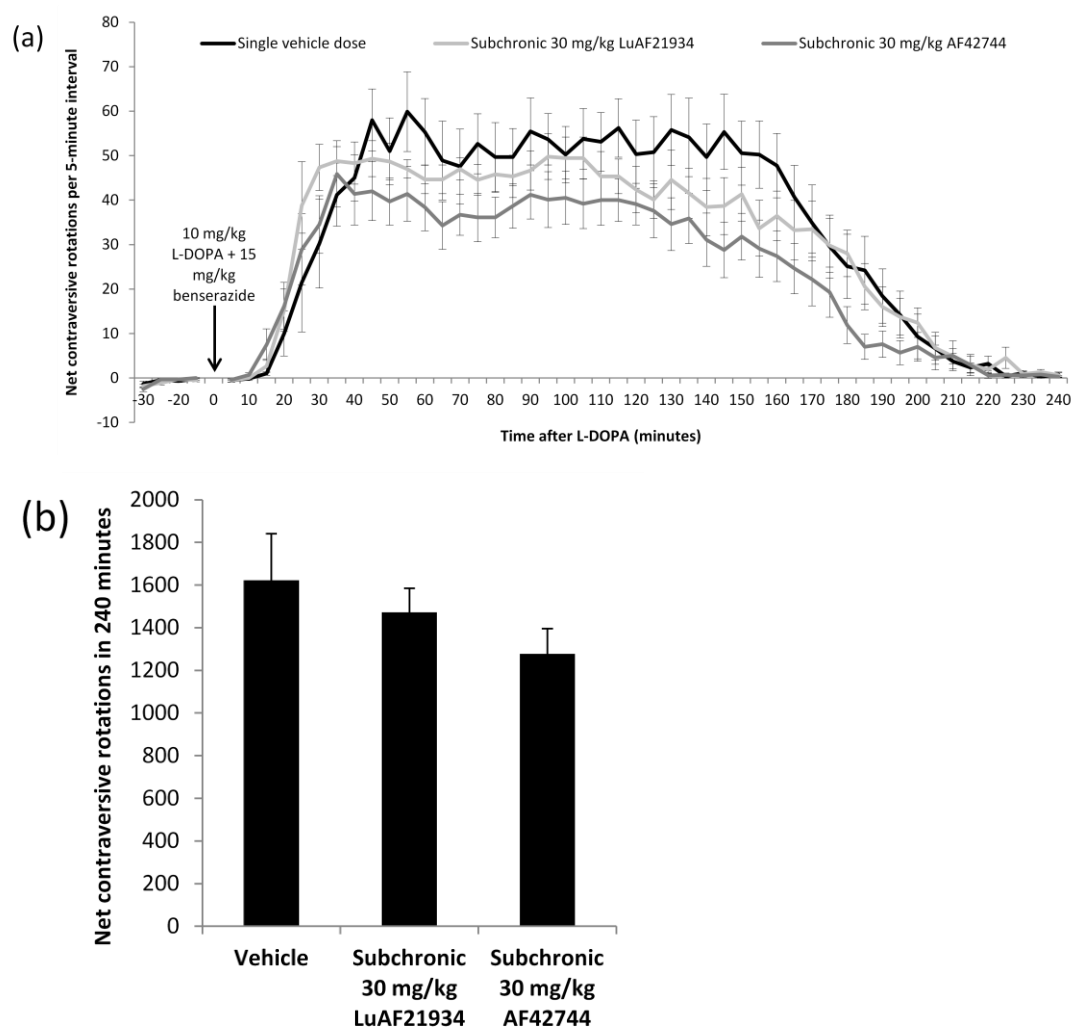 (a)
Single vehicle dose Subchronic 30 mg/kg LuAF21934 Subchronic 30 mg/kg AF42744
Net contraversive rotations per 5-minute interval
80
70
60
50
40
30
20
10
0
-10
10 mg/kg
L-DOPA + 15
mg/kg
benserazide
-30 -20 0 10 20 30 40 50 60 70 80 90 100 110 120 130 140 150 160 170 180 190 200 210 220 230 240
Time after L-DOPA (minutes)
(b)
Net contraversive rotations in 240 minutes
2000
1800
1600
1400
1200
1000
800
600
400
200
0
Vehicle Subchronic Subchronic
30 mg/kg 30 mg/kg
LuAF21934 AF42744